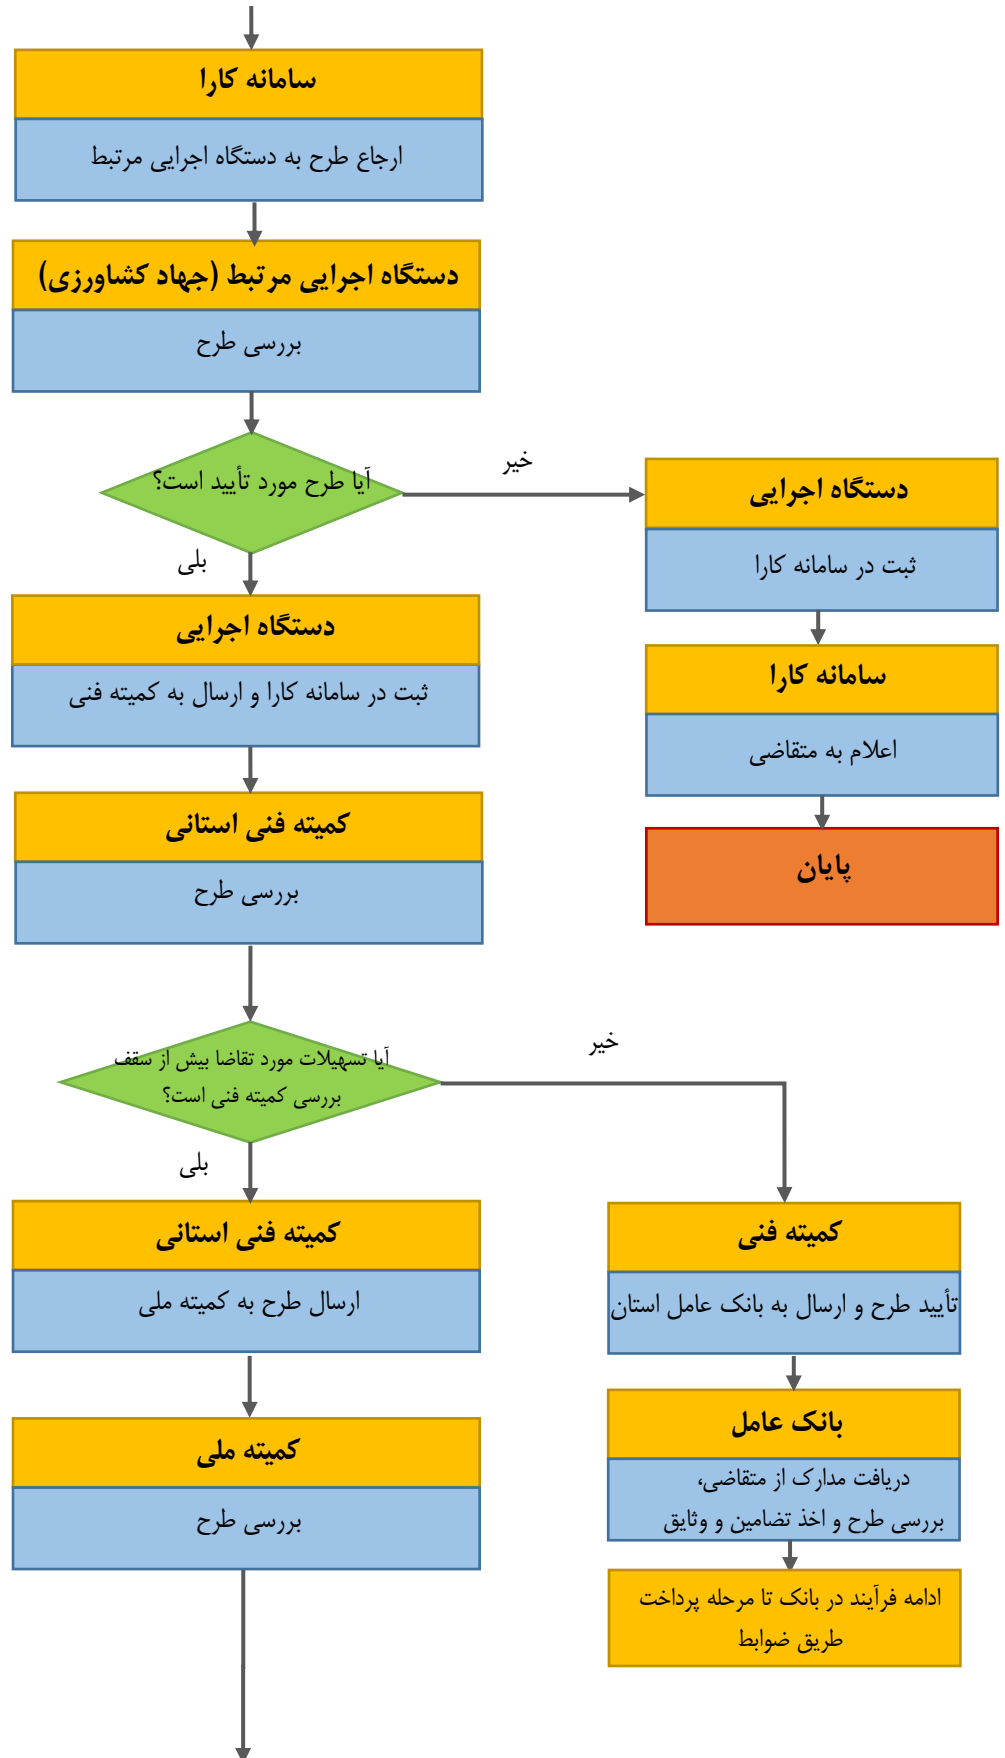 سامانه کارا
ارجاع طرح به دستگاه اجرایی مرتبط
دستگاه اجرایی مرتبط (جهاد کشاورزی)
بررسی طرح
آیا طرح مورد تأیید است؟
خیر
بلی
دستگاه اجرایی
ثبت در سامانه کارا
سامانه کارا
اعلام به متقاضی
پایان
دستگاه اجرایی
ثبت در سامانه کارا و ارسال به کمیته فنی
کمیته فنی استانی
بررسی طرح
آیا تسهیلات مورد تقاضا بیش از سقف
بررسی کمیته فنی است؟
خیر
بلی
کمیته فنی استانی
ارسال طرح به کمیته ملی
کمیته ملی
بررسی طرح
کمیته فنی
تأیید طرح و ارسال به بانک عامل استان
بانک عامل
دریافت مدارک از متقاضی،
بررسی طرح و اخذ تضامین و وثایق
ادامه فرآیند در بانک تا مرحله پرداخت
طریق ضوابط